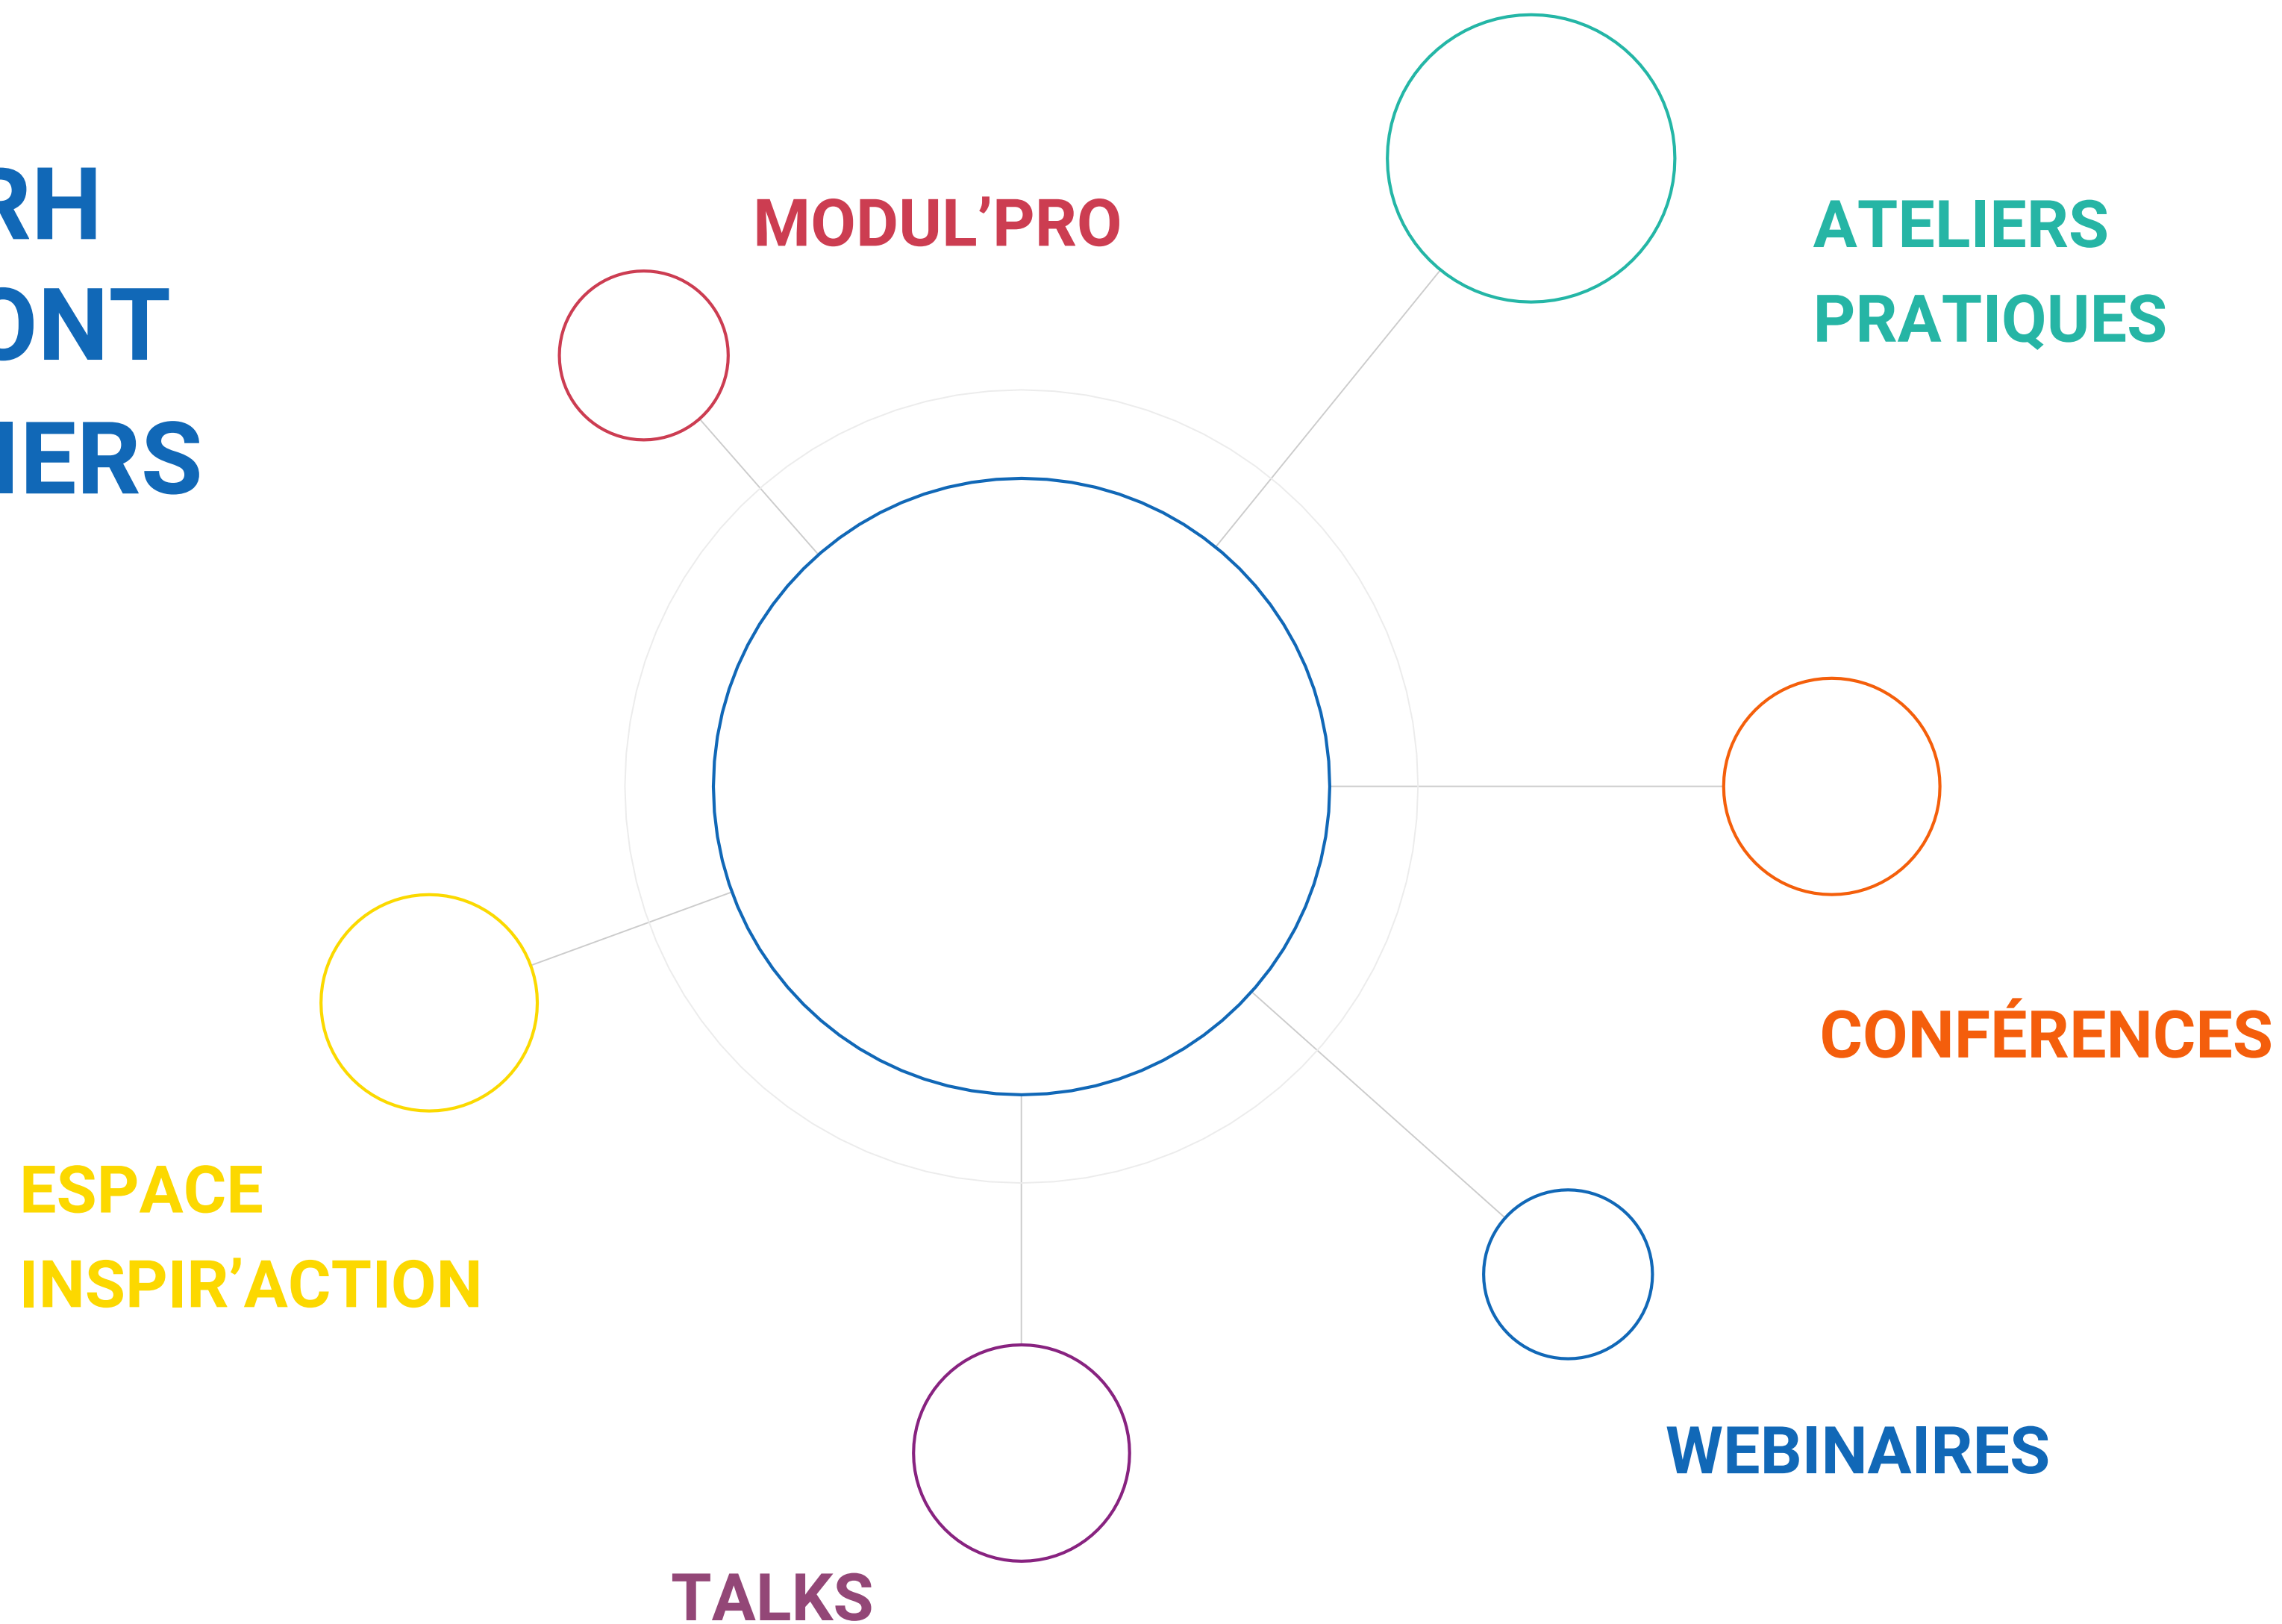 RH
ONT
IERS
MODUL’PRO
ATELIERS
PRATIQUES
CONFÉRENCES
ESPACE
INSPIR’ACTION
WEBINAIRES
TALKS